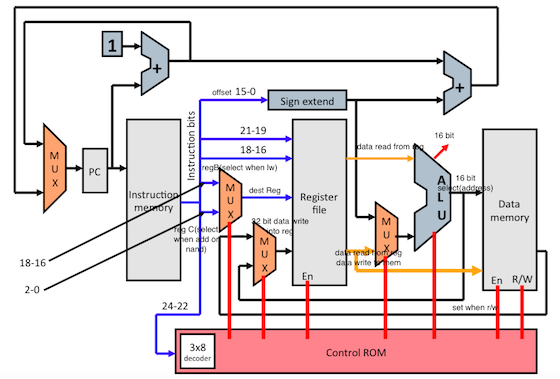 1
+
+
offset 15-0
Sign extend
Instruction bits
21-19
18-16
data read from reg
16 bit
regB(select when lw)
M
U
X
PC
Instruction
memory
M
U
X
dest Reg
Register
file
A
L
U
16 bit
select(address)
Data
memory
reg C(select
when add or
nand)
32 bit data write
into reg
M
U
X
M
U
X
data read from reg
data write to mem
18-16
2-0
En
En
R/W
24-22
set when r/w
3x8
decoder
Control ROM